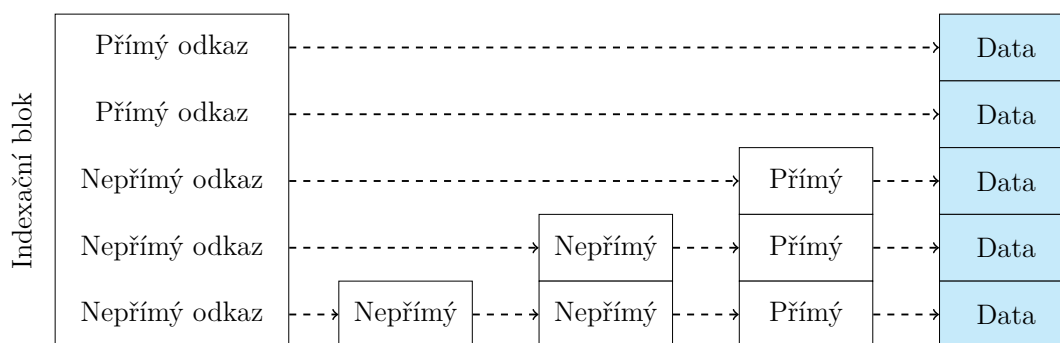 Indexační blok
Přímý odkaz Data
Přímý odkaz Data
Nepřímý odkaz Přímý Data
Nepřímý odkaz Nepřímý Přímý Data
Nepřímý odkaz Nepřímý Nepřímý Přímý Data